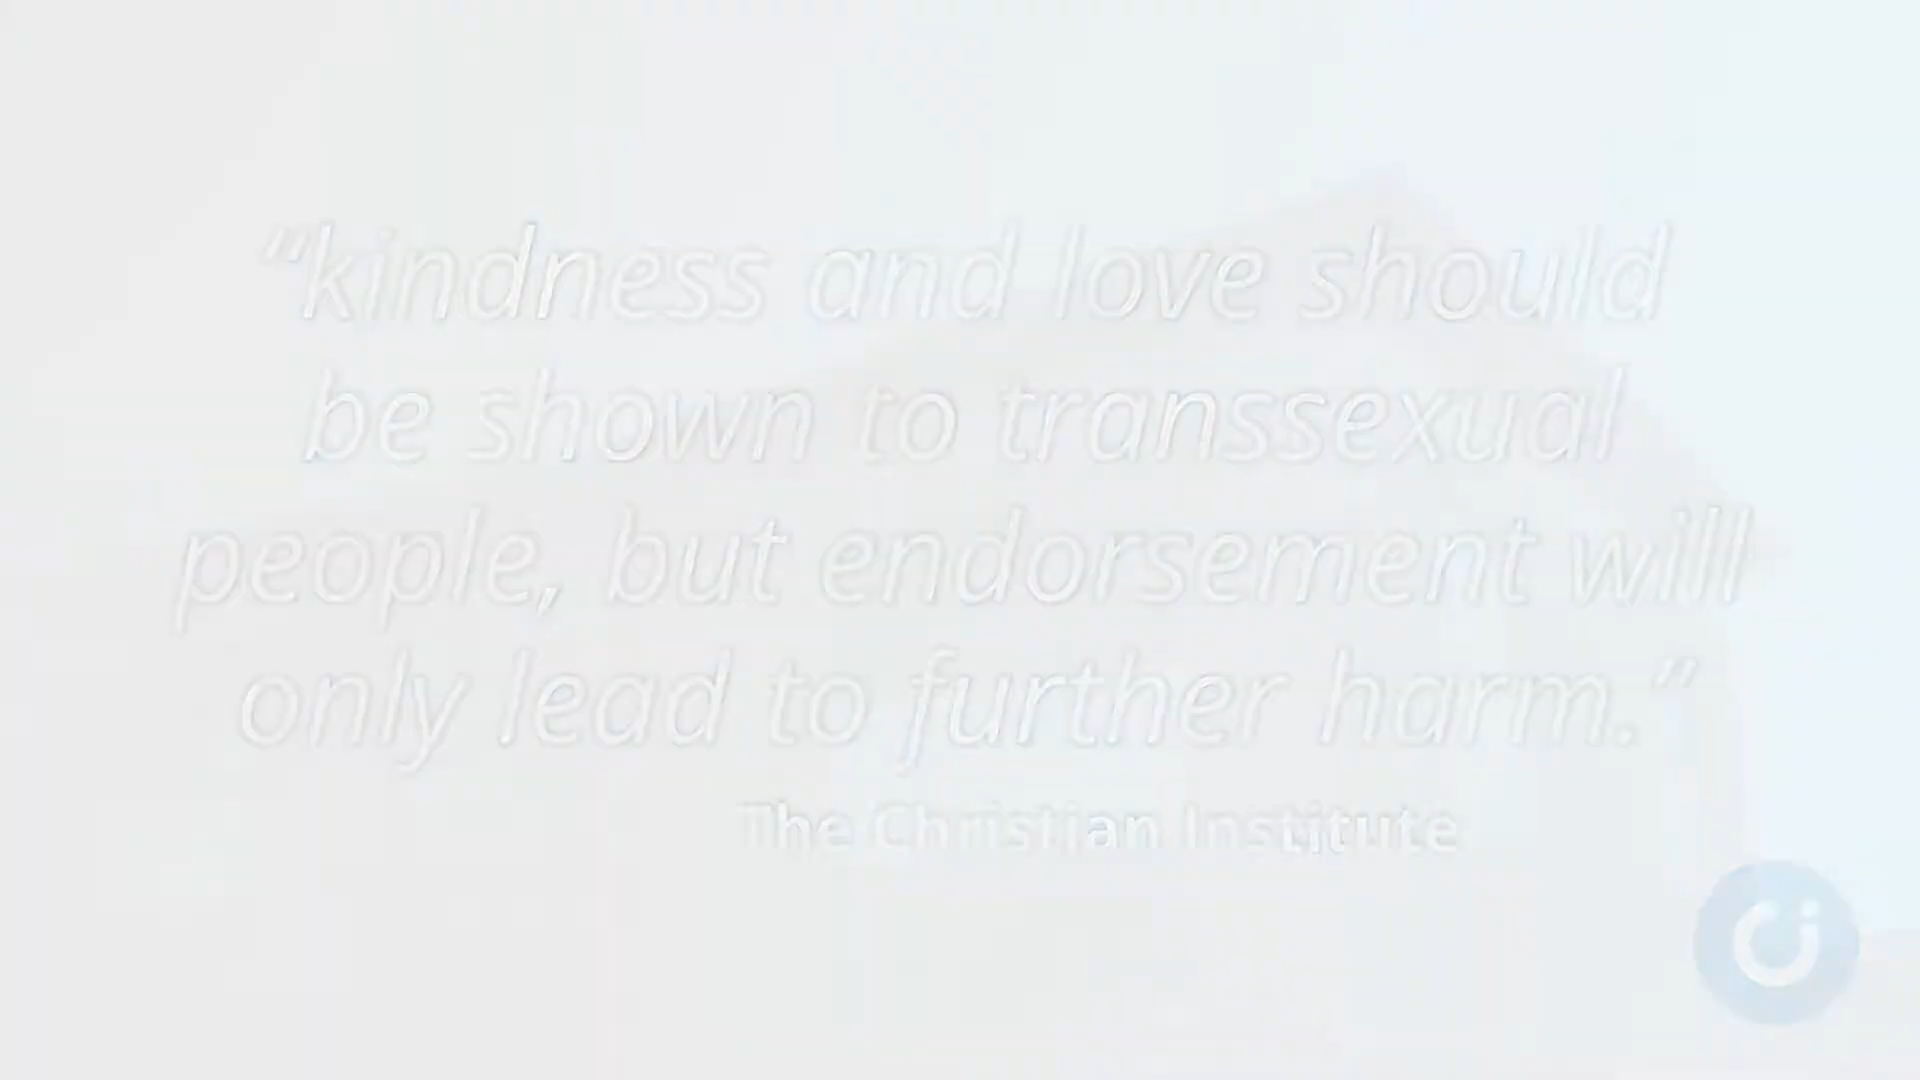 “kindness and love should
be shown to transsexual
people, but endorsement will
only lead to further harm.”
The Christian Institute